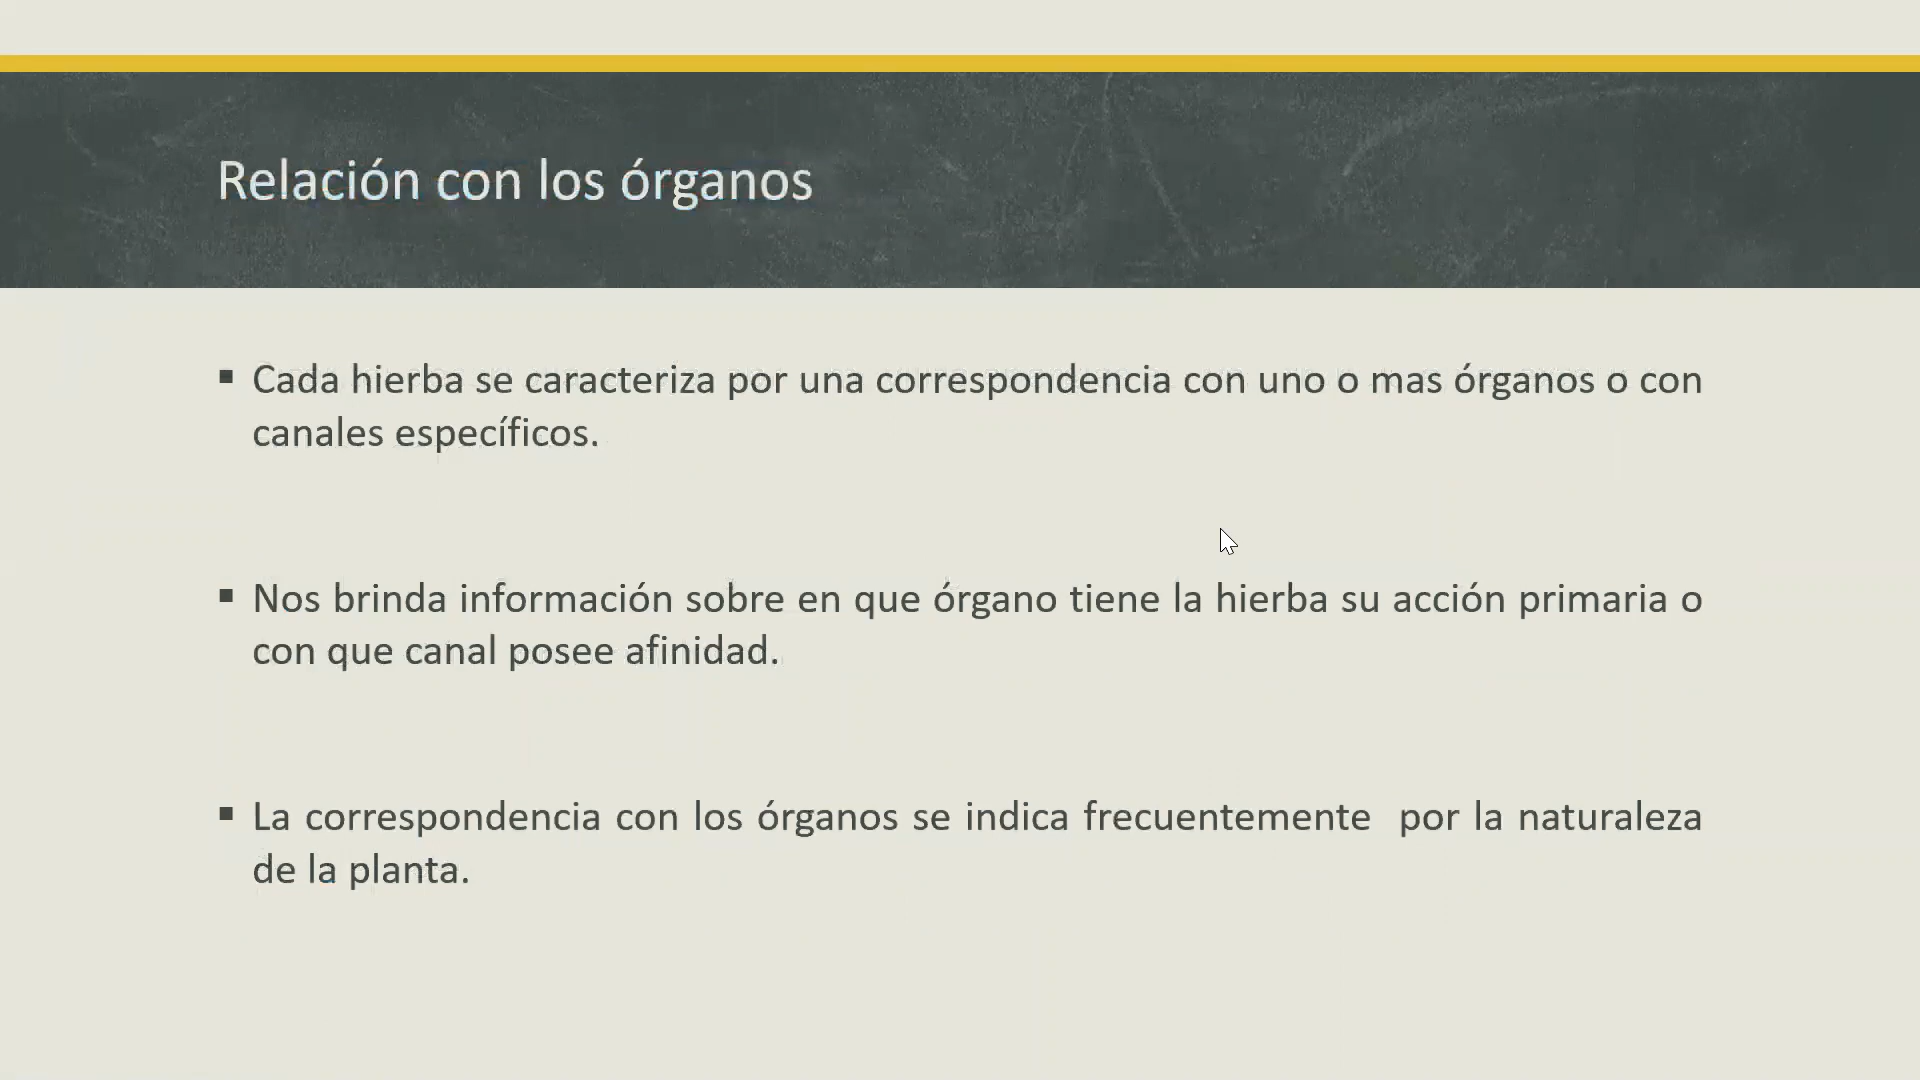 Relación con los órganos
▪ Cada hierba se caracteriza por una correspondencia con uno o mas órganos o con
canales específicos.
▪ Nos brinda información sobre en que órgano tiene la hierba su acción primaria o
con que canal posee afinidad.
▪ La correspondencia con los órganos se indica frecuentemente  por la naturaleza
de la planta.